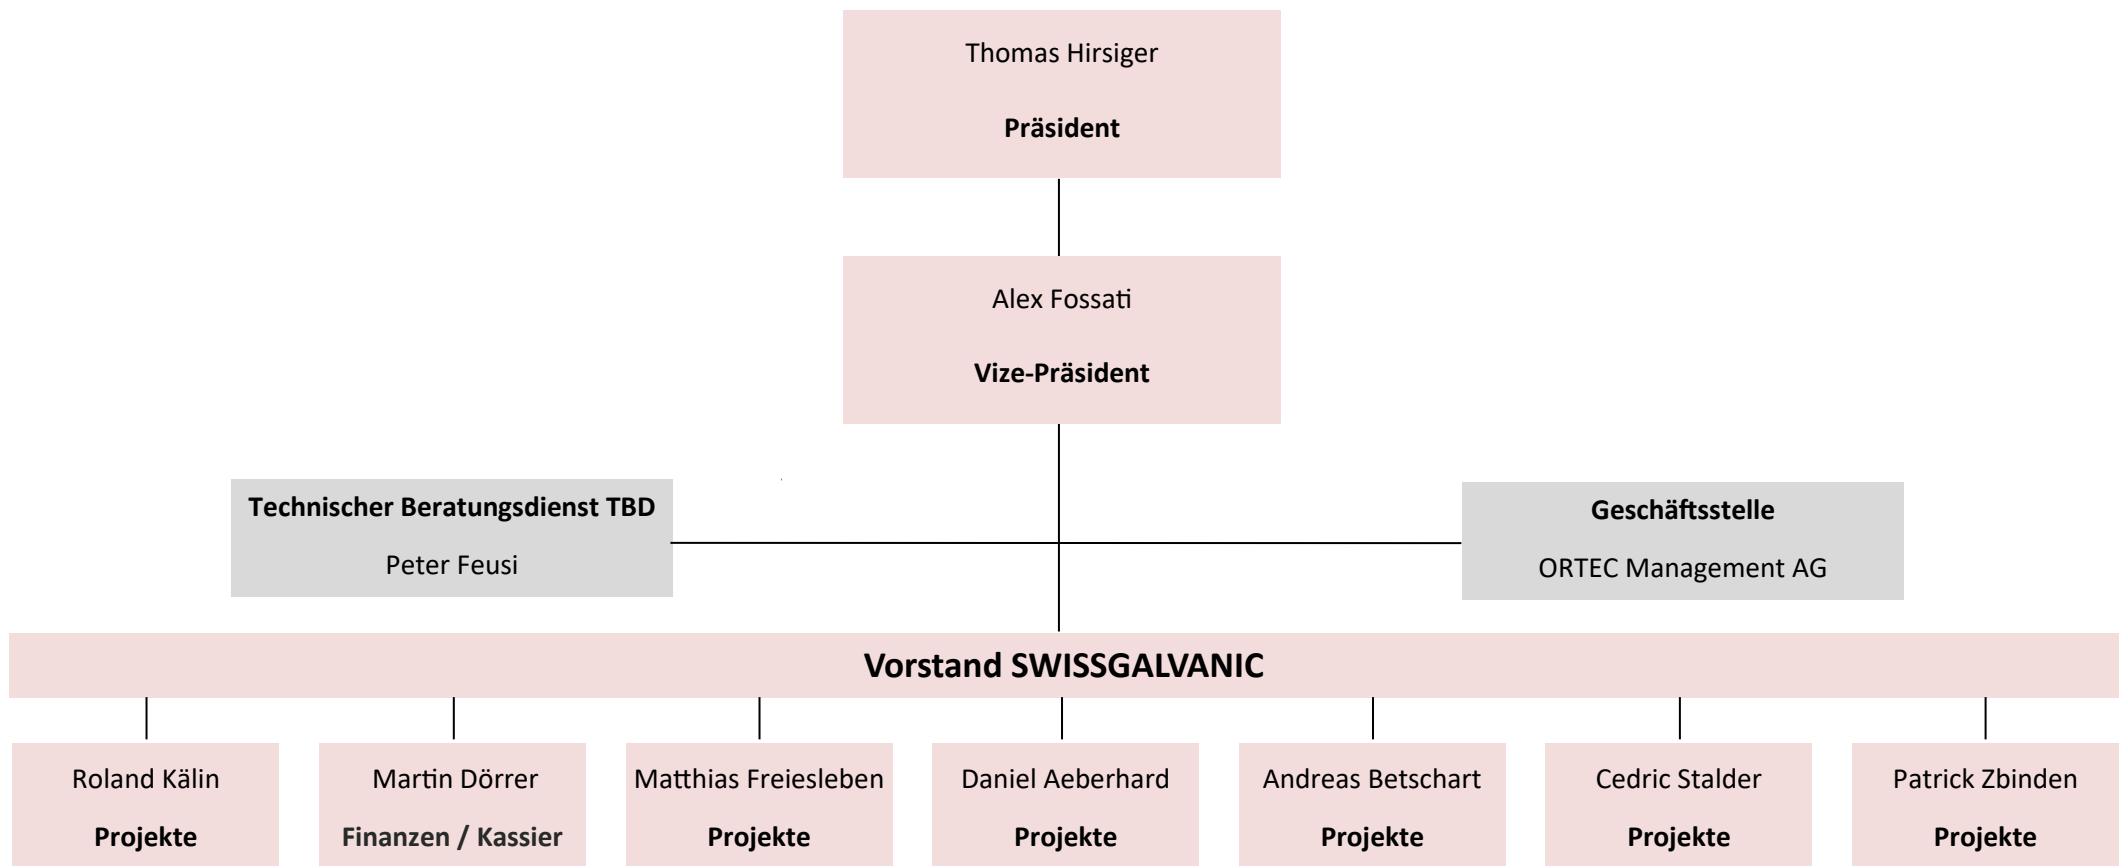 Thomas Hirsiger
Präsident
Alex Fossati
Vize-Präsident
Technischer Beratungsdienst TBD
Peter Feusi
Geschäftsstelle
ORTEC Management AG
Vorstand SWISSGALVANIC
Roland Kälin
Projekte
Martin Dörrer
Finanzen / Kassier
Matthias Freiesleben
Projekte
Daniel Aeberhard
Projekte
Andreas Betschart
Projekte
Cedric Stalder
Projekte
Patrick Zbinden
Projekte